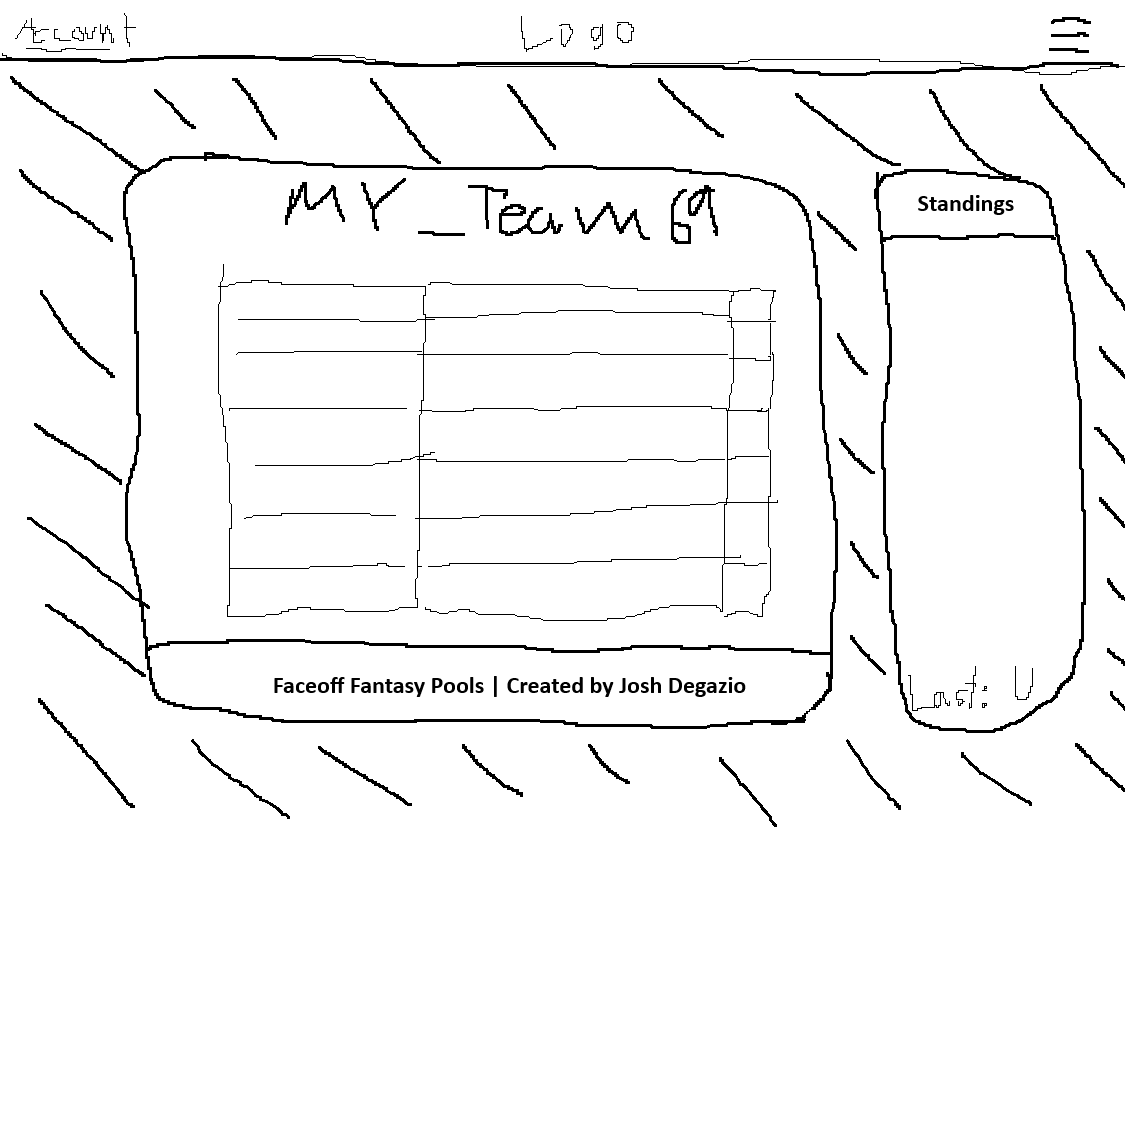 Account
Logo
MY_Team69
Standings
Last: U
Faceoff Fantasy Pools | Created by Josh Degazio